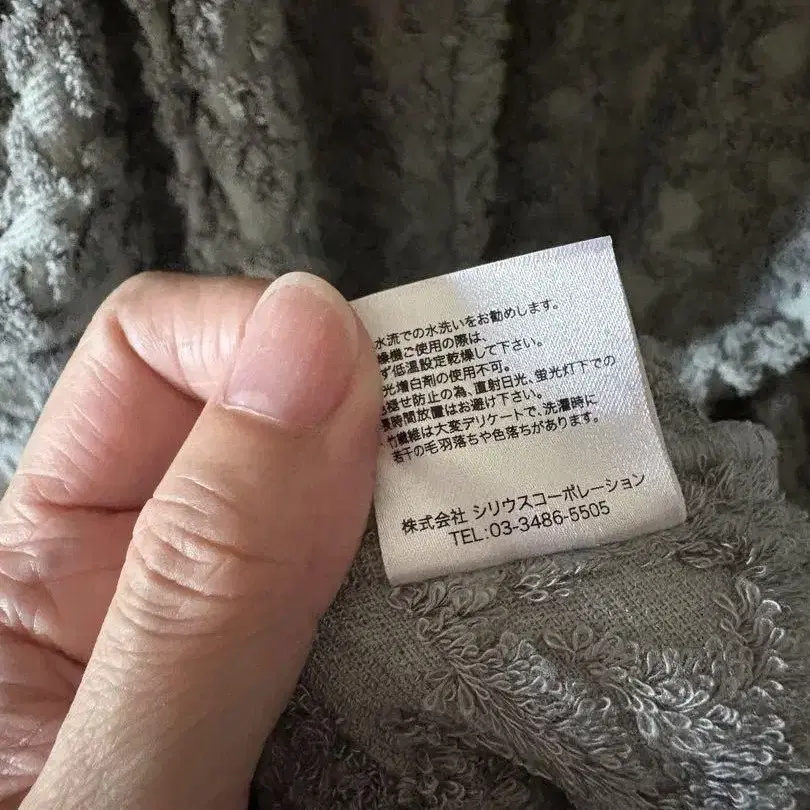 水流での水洗いをお勧めします。
燥機ご使用の際は、
ず低温設定乾燥して下さい。
光増白剤の使用不可。
褪せ防止の為、直射日光、蛍光灯下での
時間放置はお避け下さい。
竹繊維は大変デリケートで、洗濯時に
若干の毛羽落ちや色落ちがあります。
株式会社 シリウスコーポレーション
TEL:03-3486-5505